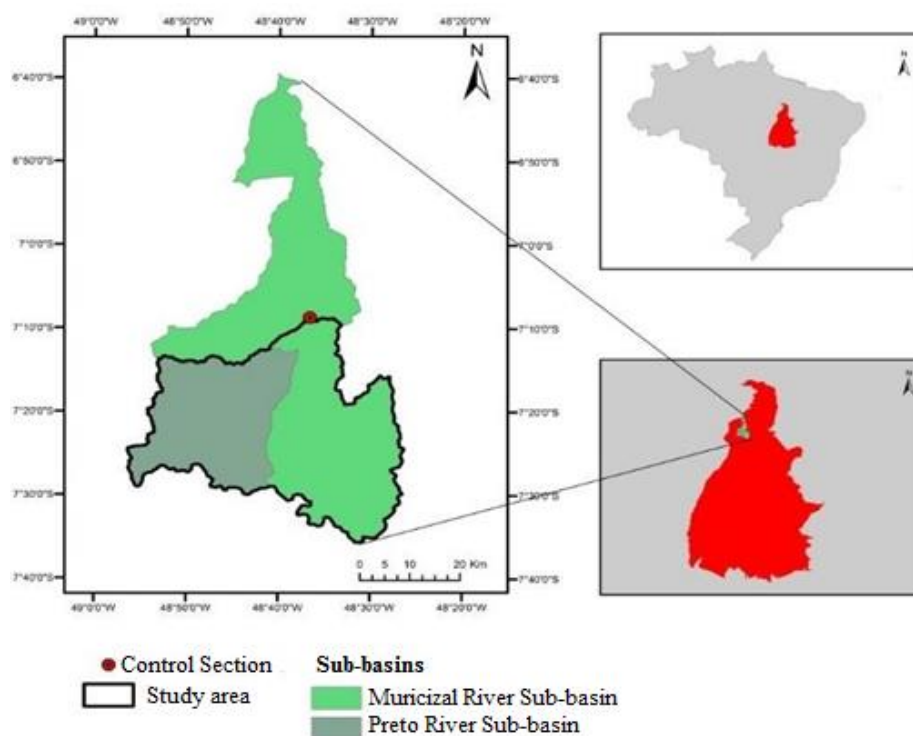 49°0'0"W 48°50'0"W 48°40'0"W 48°30'0"W 48°20'0"W
N
6°40'0"S 6°40'0"S
6°50'0"S 6°50'0"S
7°0'0"S 7°0'0"S
7°10'0"S 7°10'0"S
7°20'0"S 7°20'0"S
7°30'0"S 7°30'0"S
7°40'0"S 7°40'0"S
0 5 10 20 Km
49°0'0"W 48°50'0"W 48°40'0"W 48°30'0"W 48°20'0"W
N
N
Control Section
Study area
Sub-basins
Muricizal River Sub-basin
Preto River Sub-basin